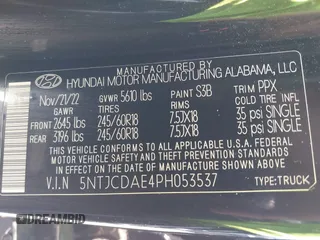 MANUFACTURED BY
HYUNDAI MOTOR MANUFACTURING ALABAMA, LLC
Nov/21/22 GVWR 5610 lbs PAINT S3B TRIM PPX
GAWR TIRES RIMS COLD TIRE INFL.
FRONT 2645 lbs 245/60R18 7.5JX18 35 psi SINGLE
REAR 3196 lbs 245/60R18 7.5JX18 35 psi SINGLE
THIS VEHICLE CONFORMS TO ALL APPLICABLE U.S.A. FEDERAL
MOTOR VEHICLE SAFETY STANDARDS
IN EFFECT ON THE DATE OF MANUFACTURE SHOWN ABOVE.
V.I.N 5NTJCDAE4PH053537 TYPE:TRUCK
DREAMBID